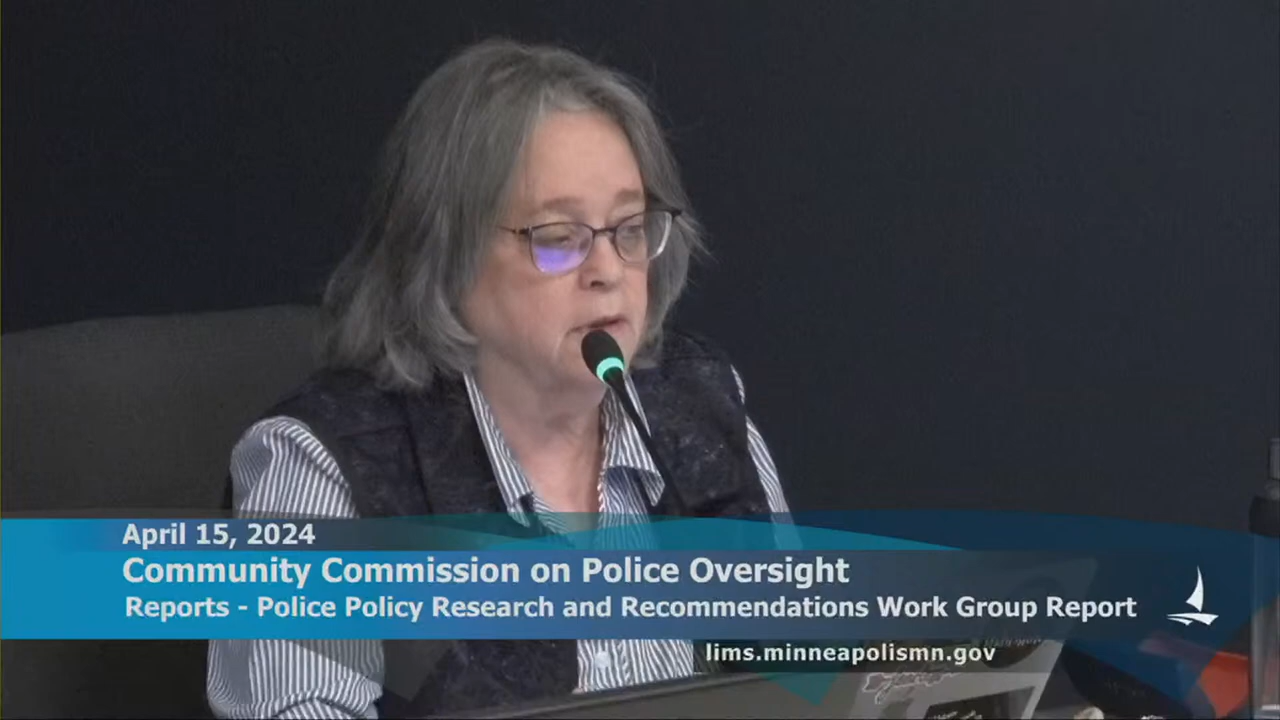 April 15, 2024
Community Commission on Police Oversight
Reports - Police Policy Research and Recommendations Work Group Report
lims.minneapolismn.gov